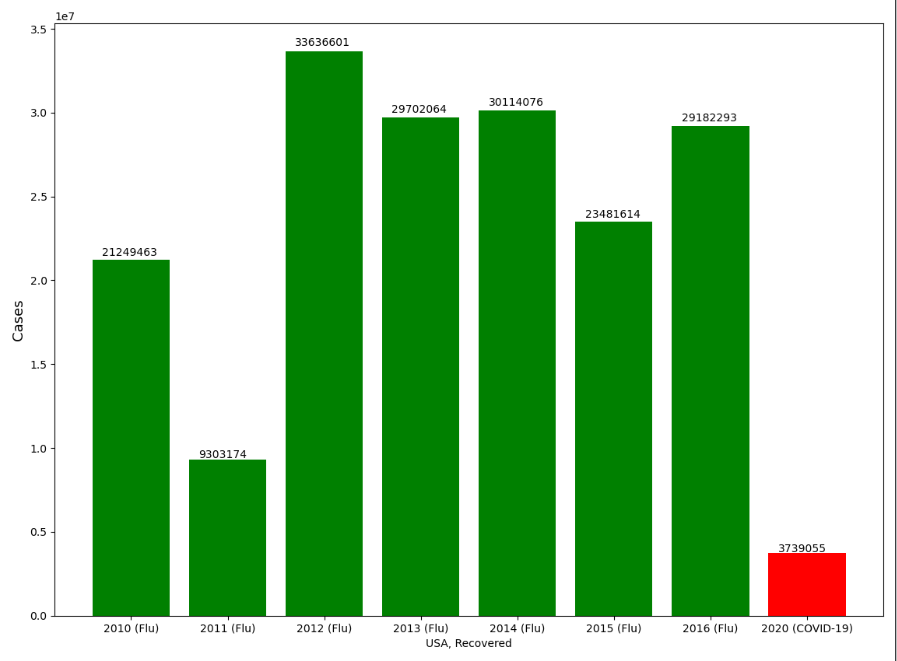 1e7
3.5
3.0
2.5
2.0
1.5
1.0
0.5
0.0
Cases
21249463
9303174
33636601
29702064
30114076
23481614
29182293
3739055
2010 (Flu)
2011 (Flu)
2012 (Flu)
2013 (Flu)
2014 (Flu)
2015 (Flu)
2016 (Flu)
2020 (COVID-19)
USA, Recovered